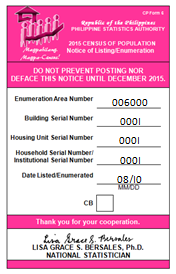 CP Form 6
Republic of the Philippines
PHILIPPINE STATISTICS AUTHORITY
2015 CENSUS OF POPULATION
Notice of Listing/Enumeration
Magpalistang
Magpa-Census!
DO NOT PREVENT POSTING NOR
DEFACE THIS NOTICE UNTIL DECEMBER 2015.
Enumeration Area Number 006000
Building Serial Number 0001
Housing Unit Serial Number 0001
Household Serial Number/
Institutional Serial Number 0001
Date Listed/Enumerated 08/10
MM/DD
CB
Thank you for your cooperation.
Lisa Grace S. Bersales
LISA GRACE S. BERSALES, Ph.D.
NATIONAL STATISTICIAN